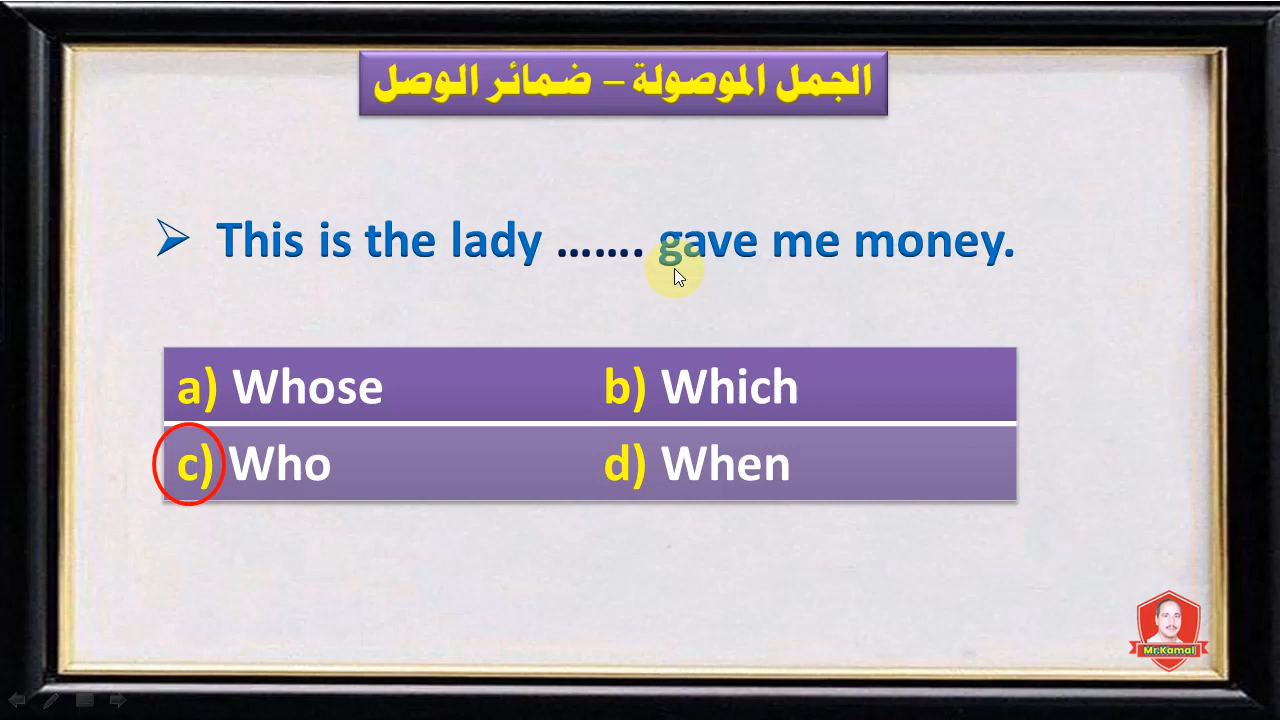 الجمل الموصولة – ضمائر الوصل
➢ This is the lady ……. gave me money.
a) Whose b) Which
c) Who d) When
Mr.Kamal